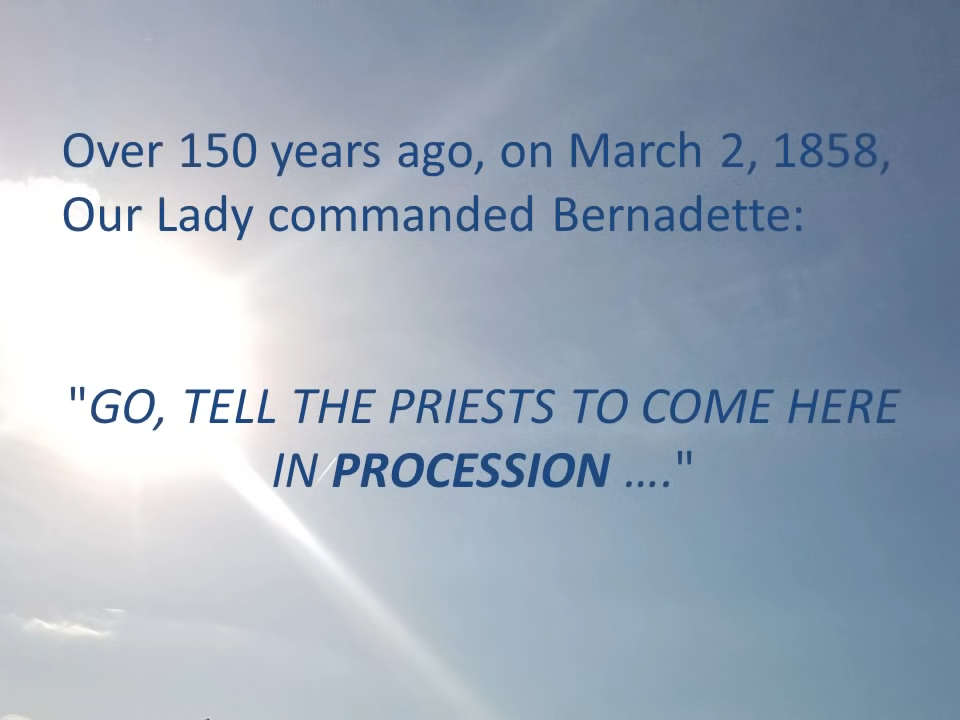 Over 150 years ago, on March 2, 1858,
Our Lady commanded Bernadette:
"GO, TELL THE PRIESTS TO COME HERE
IN PROCESSION …."